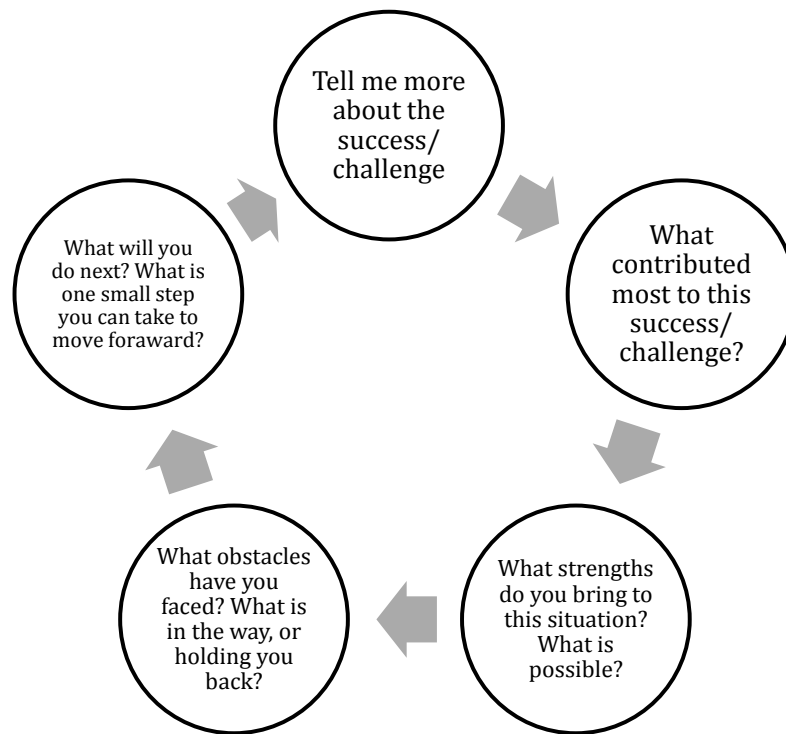 Tell me more
about the
success/
challenge
What
contributed
most to this
success/
challenge?
What strengths
do you bring to
this situation?
What is
possible?
What obstacles
have you
faced? What is
in the way, or
holding you
back?
What will you
do next? What is
one small step
you can take to
move foraward?